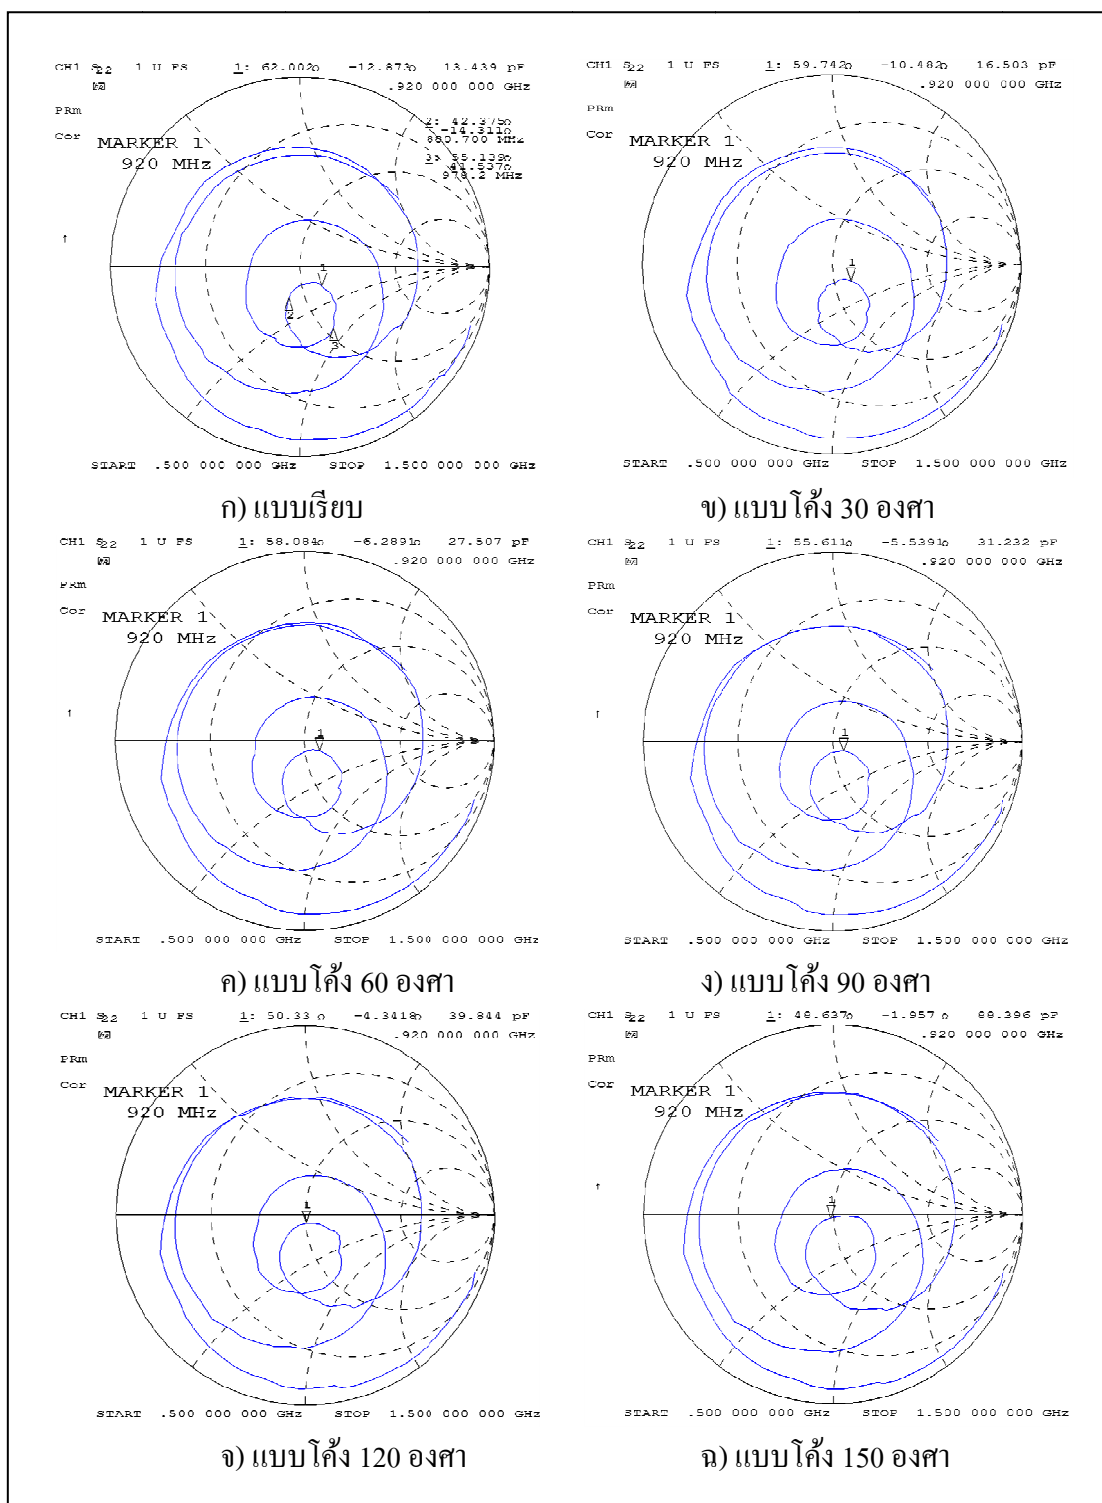 CH1 S22 1 U FS 1: 62.002Ω -12.873Ω 13.439 pF
.920 000 000 GHz
PRm
Cor
MARKER 1
920 MHz
2: 42.375Ω
-14.311Ω
880.700 MHz
3: 55.139Ω
-41.537Ω
978.2 MHz
START .500 000 000 GHz STOP 1.500 000 000 GHz
ก) แบบเรียบ
CH1 S22 1 U FS 1: 59.742Ω -10.482Ω 16.503 pF
.920 000 000 GHz
PRm
Cor
MARKER 1
920 MHz
1
START .500 000 000 GHz STOP 1.500 000 000 GHz
ข) แบบโค้ง 30 องศา
CH1 S22 1 U FS 1: 58.084Ω -6.2891Ω 27.507 pF
.920 000 000 GHz
PRm
Cor
MARKER 1
920 MHz
1
START .500 000 000 GHz STOP 1.500 000 000 GHz
ค) แบบโค้ง 60 องศา
CH1 S22 1 U FS 1: 55.611Ω -5.5391Ω 31.232 pF
.920 000 000 GHz
PRm
Cor
MARKER 1
920 MHz
1
START .500 000 000 GHz STOP 1.500 000 000 GHz
ง) แบบโค้ง 90 องศา
CH1 S22 1 U FS 1: 50.33 Ω -4.3418Ω 39.844 pF
.920 000 000 GHz
PRm
Cor
MARKER 1
920 MHz
1
START .500 000 000 GHz STOP 1.500 000 000 GHz
จ) แบบโค้ง 120 องศา
CH1 S22 1 U FS 1: 48.637Ω -1.957 Ω 88.396 pF
.920 000 000 GHz
PRm
Cor
MARKER 1
920 MHz
1
START .500 000 000 GHz STOP 1.500 000 000 GHz
ฉ) แบบโค้ง 150 องศา